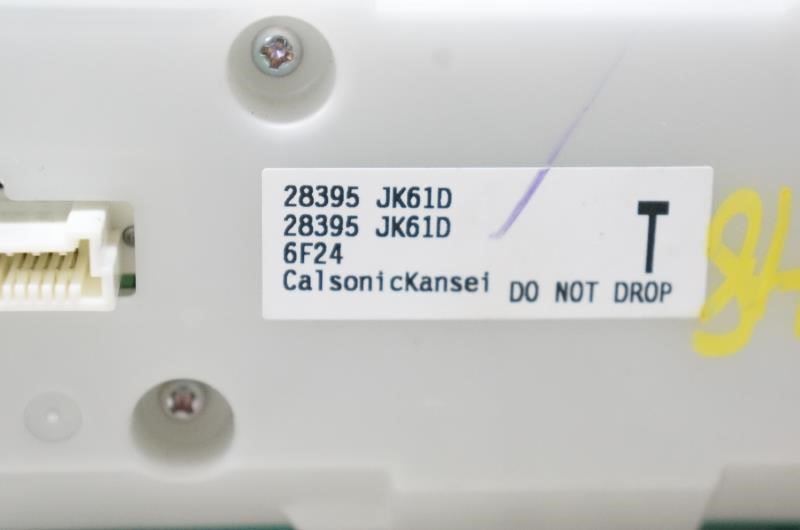 28395 JK61D
28395 JK61D
6F24
CalsonicKansei
DO NOT DROP
T